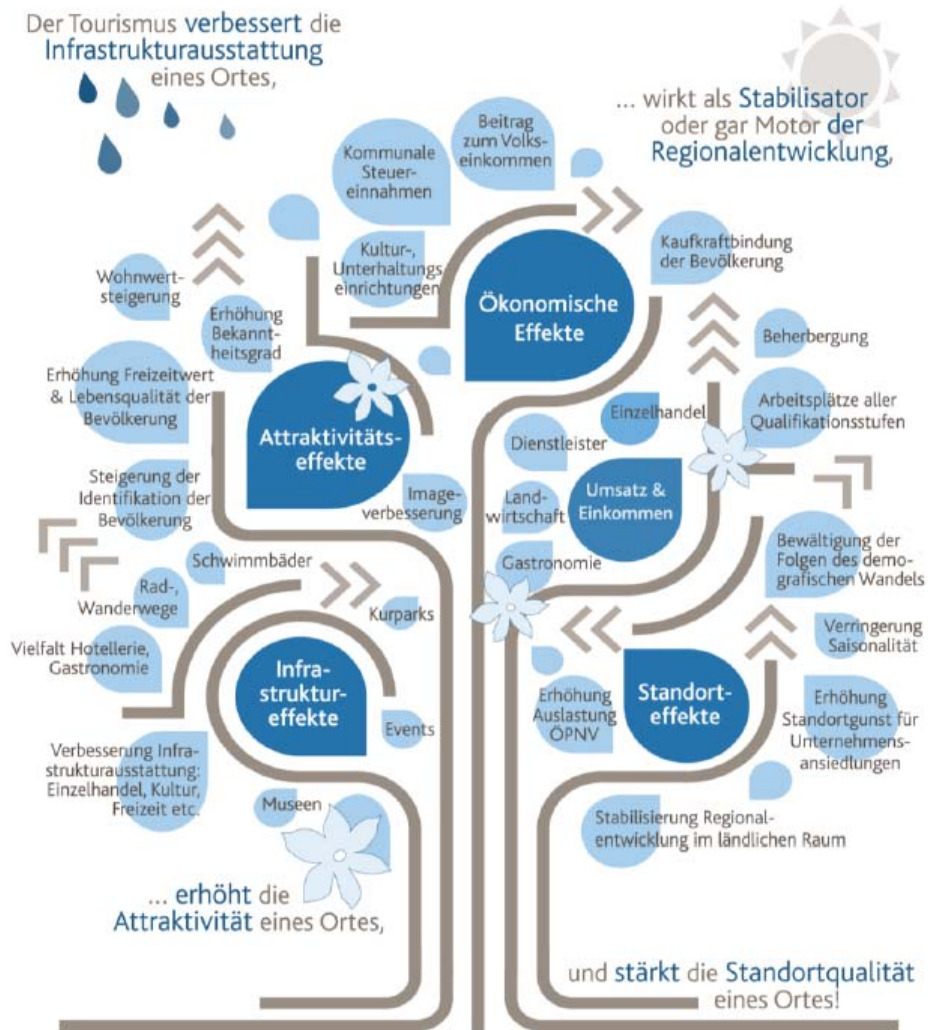 Der Tourismus verbessert die
Infrastrukturausstattung
eines Ortes,
... wirkt als Stabilisator
oder gar Motor der
Regionalentwicklung,
Beitrag
zum Volks-
einkommen
Kommunale
Steuer-
einnahmen
Kultur-,
Unterhaltungs
einrichtungen
Ökonomische
Effekte
Kaufkraftbindung
der Bevölkerung
Wohnwert-
steigerung
Erhöhung
Bekannt-
heitsgrad
Beherbergung
Erhöhung Freizeitwert
& Lebensqualität der
Bevölkerung
Attraktivitäts-
effekte
Einzelhandel
Dienstleister
Arbeitsplätze aller
Qualifikationsstufen
Steigerung der
Identifikation der
Bevölkerung
Image-
verbesserung
Land-
wirtschaft
Umsatz &
Einkommen
Gastronomie
Bewältigung der
Folgen des demo-
grafischen Wandels
Schwimmbäder
Rad-,
Wanderwege
Kurparks
Vielfalt Hotellerie,
Gastronomie
Infra-
struktur-
effekte
Events
Verringerung
Saisonalität
Erhöhung
Auslastung
ÖPNV
Standort-
effekte
Erhöhung
Standortgunst für
Unternehmens-
ansiedlungen
Verbesserung Infra-
strukturausstattung:
Einzelhandel, Kultur,
Freizeit etc.
Museen
Stabilisierung Regional-
entwicklung im ländlichen Raum
... erhöht die
Attraktivität eines Ortes,
und stärkt die Standortqualität
eines Ortes!